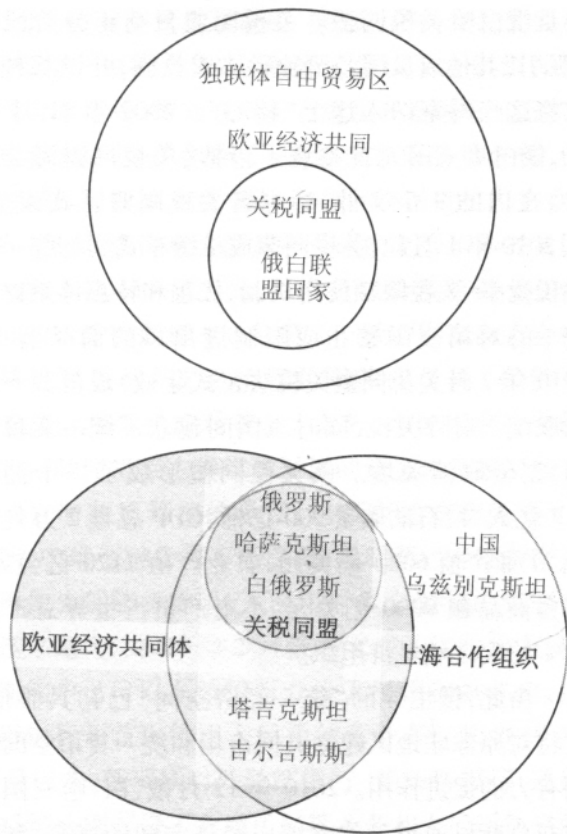 独联体自由贸易区
欧亚经济共同
关税同盟
俄白联
盟国家
俄罗斯
哈萨克斯坦
白俄罗斯
关税同盟
中国
乌兹别克斯坦
欧亚经济共同体
上海合作组织
塔吉克斯坦
吉尔吉斯斯